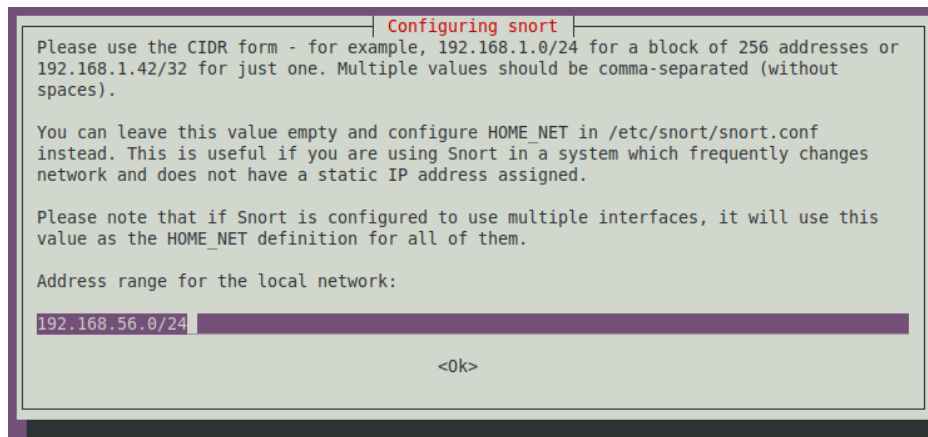 Configuring snort
Please use the CIDR form - for example, 192.168.1.0/24 for a block of 256 addresses or
192.168.1.42/32 for just one. Multiple values should be comma-separated (without
spaces).
You can leave this value empty and configure HOME_NET in /etc/snort/snort.conf
instead. This is useful if you are using Snort in a system which frequently changes
network and does not have a static IP address assigned.
Please note that if Snort is configured to use multiple interfaces, it will use this
value as the HOME_NET definition for all of them.
Address range for the local network:
192.168.56.0/24
<Ok>